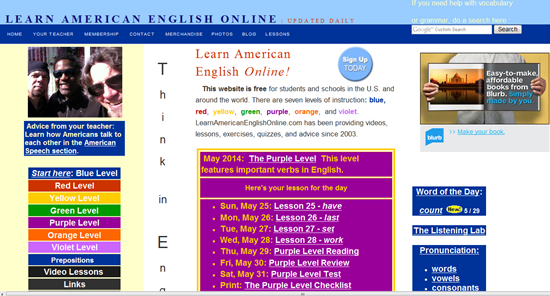 If you need help with vocabulary
LEARN AMERICAN ENGLISH ONLINE | UPDATED DAILY
or grammar, do a search here
HOME YOUR TEACHER MEMBERSHIP CONTACT MERCHANDISE PHOTOS BLOG LESSONS
Google™ Custom Search Search
Advice from your teacher:
Learn how Americans talk
to each other in the
American
Speech section.
Start here: Blue Level
Red Level
Yellow Level
Green Level
Purple Level
Orange Level
Violet Level
Prepositions
Video Lessons
Links
T
h
i
n
k
in
E
n
g
Learn American
English Online!
Sign Up
TODAY
This website is free for students and schools in the U.S. and
around the world. There are seven levels of instruction: blue,
red, yellow, green, purple, orange, and violet.
LearnAmericanEnglishOnline.com has been providing videos,
lessons, exercises, quizzes, and advice since 2003.
May 2014: The Purple Level This level
features important verbs in English.
Here's your lesson for the day
Sun, May 25: Lesson 25 - have
Mon, May 26: Lesson 26 - last
Tue, May 27: Lesson 27 - set
Wed, May 28: Lesson 28 - work
Thu, May 29: Purple Level Reading
Fri, May 30: Purple Level Review
Sat, May 31: Purple Level Test
Print: The Purple Level Checklist
Easy-to-make,
affordable
books from
Blurb. Simply
made by you.
blurb
>> Make your book.
Word of the Day:
count New! 5 / 29
The Listening Lab
Pronunciation:
words
vowels
consonants